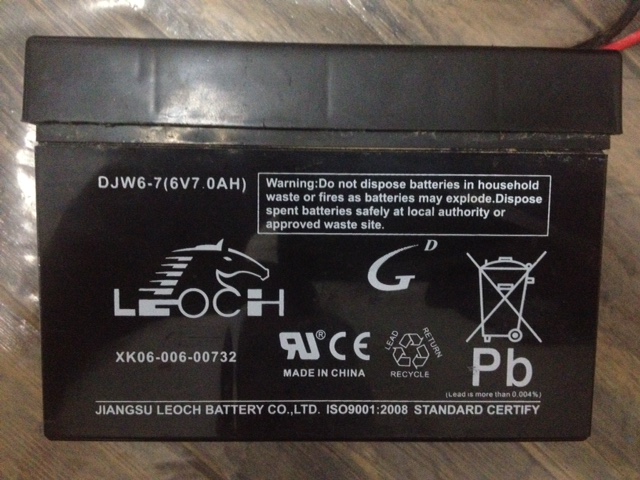 DJW6-7(6V7.0AH)
Warning:Do not dispose batteries in household
waste or fires as batteries may explode.Dispose
spent batteries safely at local authority or
approved waste site.
G D
LEOCH
XK06-006-00732
®
CE
MADE IN CHINA
LEAD
RETURN
RECYCLE
Pb
(Lead is more than 0.004%)
JIANGSU LEOCH BATTERY CO.,LTD. ISO9001:2008 STANDARD CERTIFY